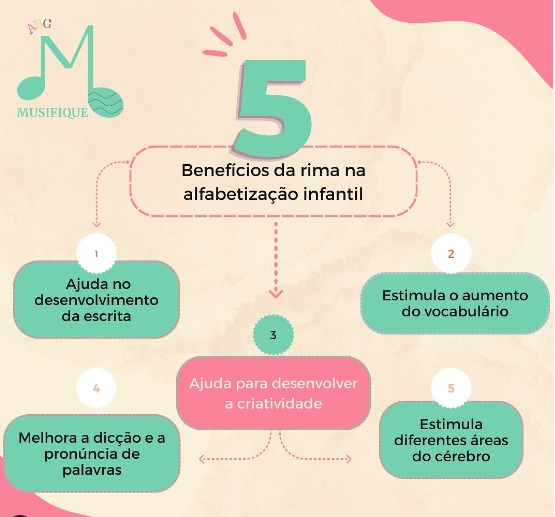 APG
MUSIFIQUE
5
Benefícios da rima na
alfabetização infantil
1
Ajuda no
desenvolvimento
da escrita
2
Estimula o aumento
do vocabulário
3
Ajuda para desenvolver
a criatividade
4
Melhora a dicção e a
pronúncia de
palavras
5
Estimula
diferentes áreas
do cérebro